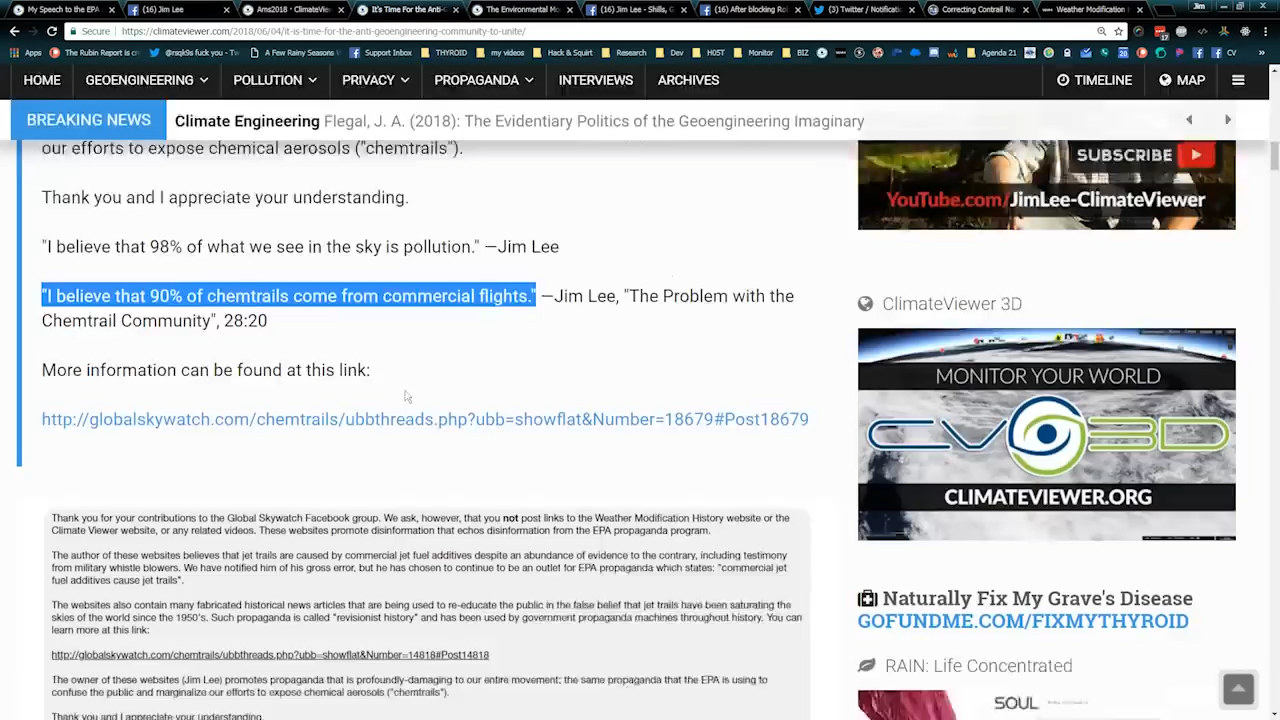 My Speech to the EPA
(16) Jim Lee
Ams2018 - ClimateView
It's Time For the Anti-G
The Environmental Mo
(16) Jim Lee - Shills, G
(16) After blocking Rol
(3) Twitter / Notificati
Correcting Contrail Nar
Weather Modification H
Jim
Secure
https://climateviewer.com/2018/06/04/it-is-time-for-the-anti-geoengineering-community-to-unite/
Apps
The Rubin Report is cr
A Few Rainy Seasons W
Support Inbox
THYROID
my videos
Hack & Squirt
Research
Dev
H05T
Monitor
BIZ
Agenda 21
CV
HOME
GEOENGINEERING
POLLUTION
PRIVACY
PROPAGANDA
INTERVIEWS
ARCHIVES
TIMELINE
MAP
BREAKING NEWS
Climate Engineering Flegal, J. A. (2018): The Evidentiary Politics of the Geoengineering Imaginary
our efforts to expose chemical aerosols ("chemtrails").
Thank you and I appreciate your understanding.
"I believe that 98% of what we see in the sky is pollution." —Jim Lee
"I believe that 90% of chemtrails come from commercial flights." —Jim Lee, "The Problem with the
Chemtrail Community", 28:20
More information can be found at this link:
http://globalskywatch.com/chemtrails/ubbthreads.php?ubb=showflat&Number=18679#Post18679
Thank you for your contributions to the Global Skywatch Facebook group. We ask, however, that you not post links to the Weather Modification History website or the
Climate Viewer website, or any related videos. These websites promote disinformation that echos disinformation from the EPA propaganda program.
The author of these websites believes that jet trails are caused by commercial jet fuel additives despite an abundance of evidence to the contrary, including testimony
from military whistle blowers. We have notified him of his gross error, but he has chosen to continue to be an outlet for EPA propaganda which states: "commercial jet
fuel additives cause jet trails".
The websites also contain many fabricated historical news articles that are being used to re-educate the public in the false belief that jet trails have been saturating the
skies of the world since the 1950's. Such propaganda is called "revisionist history" and has been used by government propaganda machines throughout history. You can
learn more at this link:
http://globalskywatch.com/chemtrails/ubbthreads.php?ubb=showflat&Number=14818#Post14818
The owner of these websites (Jim Lee) promotes propaganda that is profoundly-damaging to our entire movement; the same propaganda that the EPA is using to
confuse the public and marginalize our efforts to expose chemical aerosols ("chemtrails").
Thank you and I appreciate your understanding.
SUBSCRIBE
YouTube.com/JimLee-ClimateViewer
ClimateViewer 3D
MONITOR YOUR WORLD
CV3D
CLIMATEVIEWER.ORG
Naturally Fix My Grave's Disease
GOFUNDME.COM/FIXMYTHYROID
RAIN: Life Concentrated
SOUL